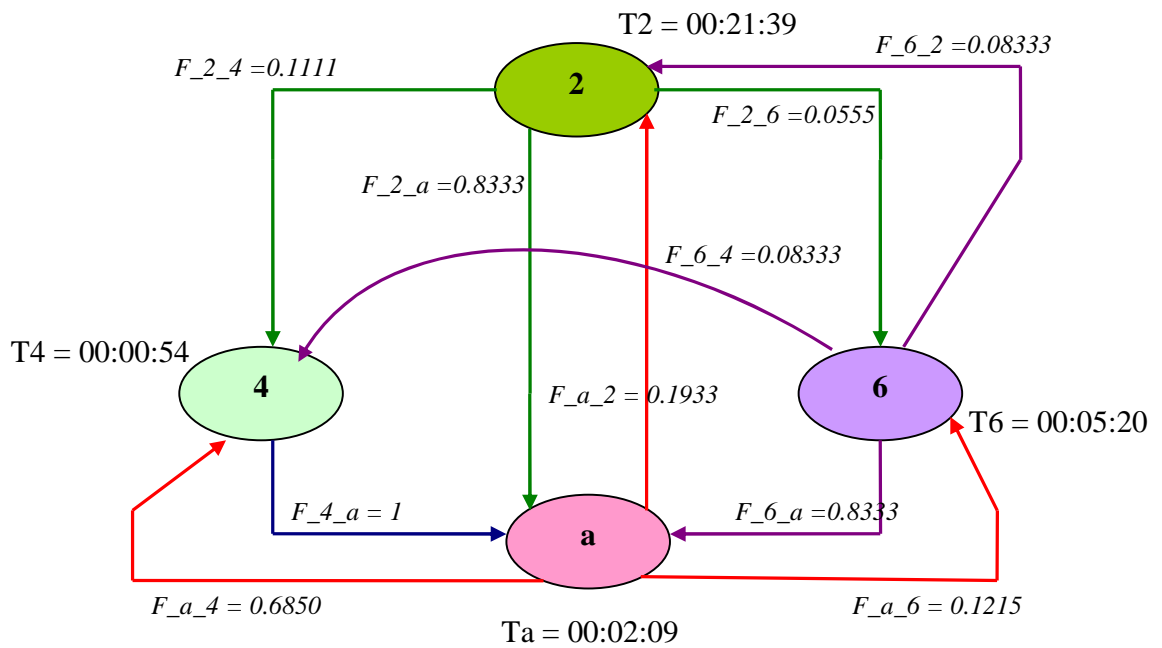 T2 = 00:21:39
F_6_2 =0.08333
F_2_4 =0.1111
2
F_2_6 =0.0555
F_2_a =0.8333
F_6_4 =0.08333
T4 = 00:00:54
4
F_a_2 = 0.1933
6
T6 = 00:05:20
F_4_a = 1
F_6_a =0.8333
a
F_a_4 = 0.6850
F_a_6 = 0.1215
Ta = 00:02:09